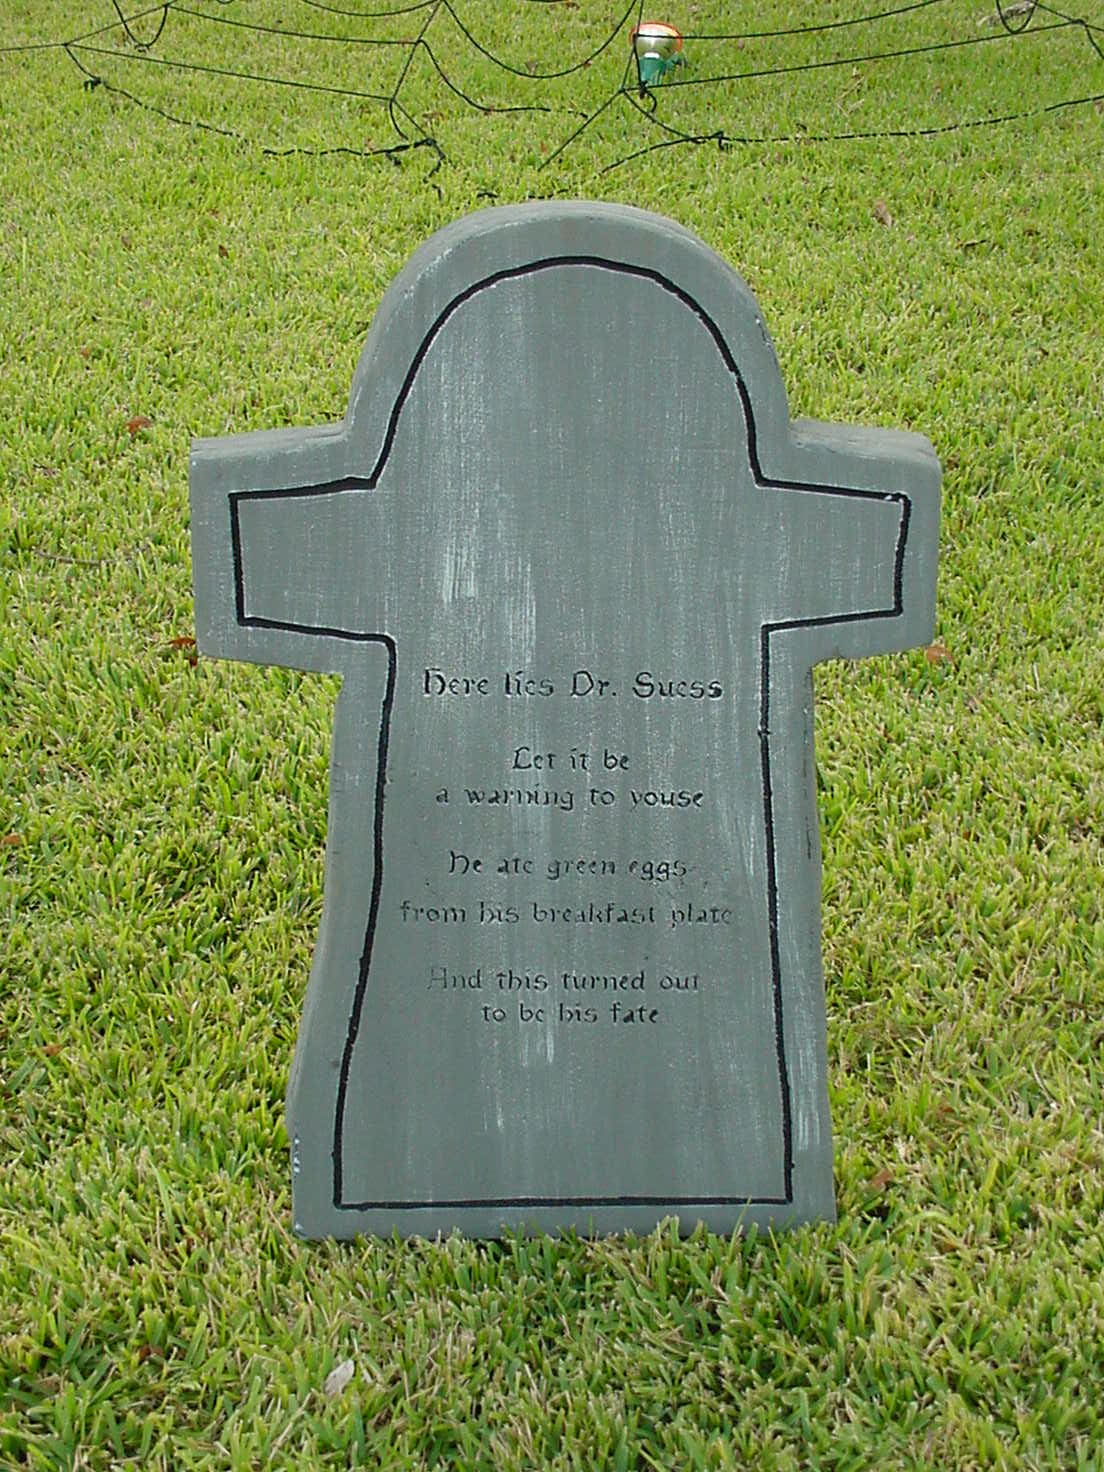 Here lies Dr. Suess
Let it be
a warning to youse
He ate green eggs
from his breakfast plate
And this turned out
to be his fate